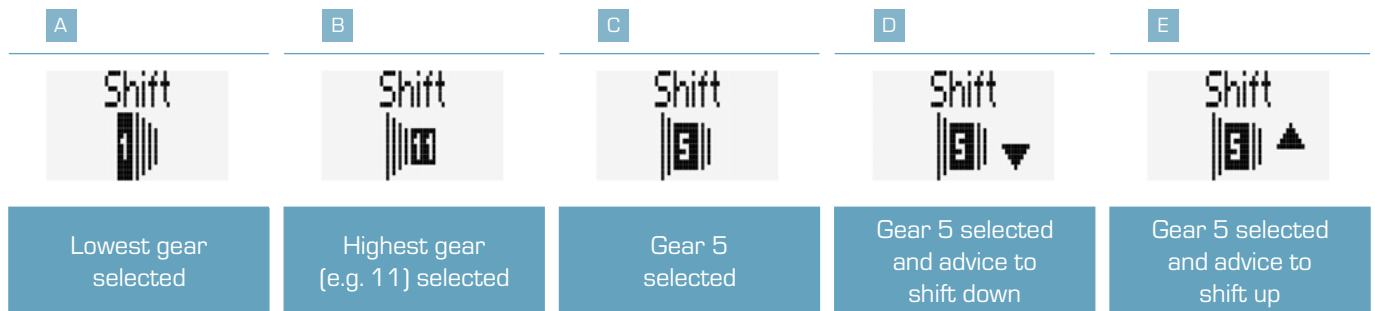 A
B
C
D
E
Shift
1
Shift
11
Shift
5
Shift
5
Shift
5
Lowest gear
selected
Highest gear
(e.g. 11) selected
Gear 5
selected
Gear 5 selected
and advice to
shift down
Gear 5 selected
and advice to
shift up